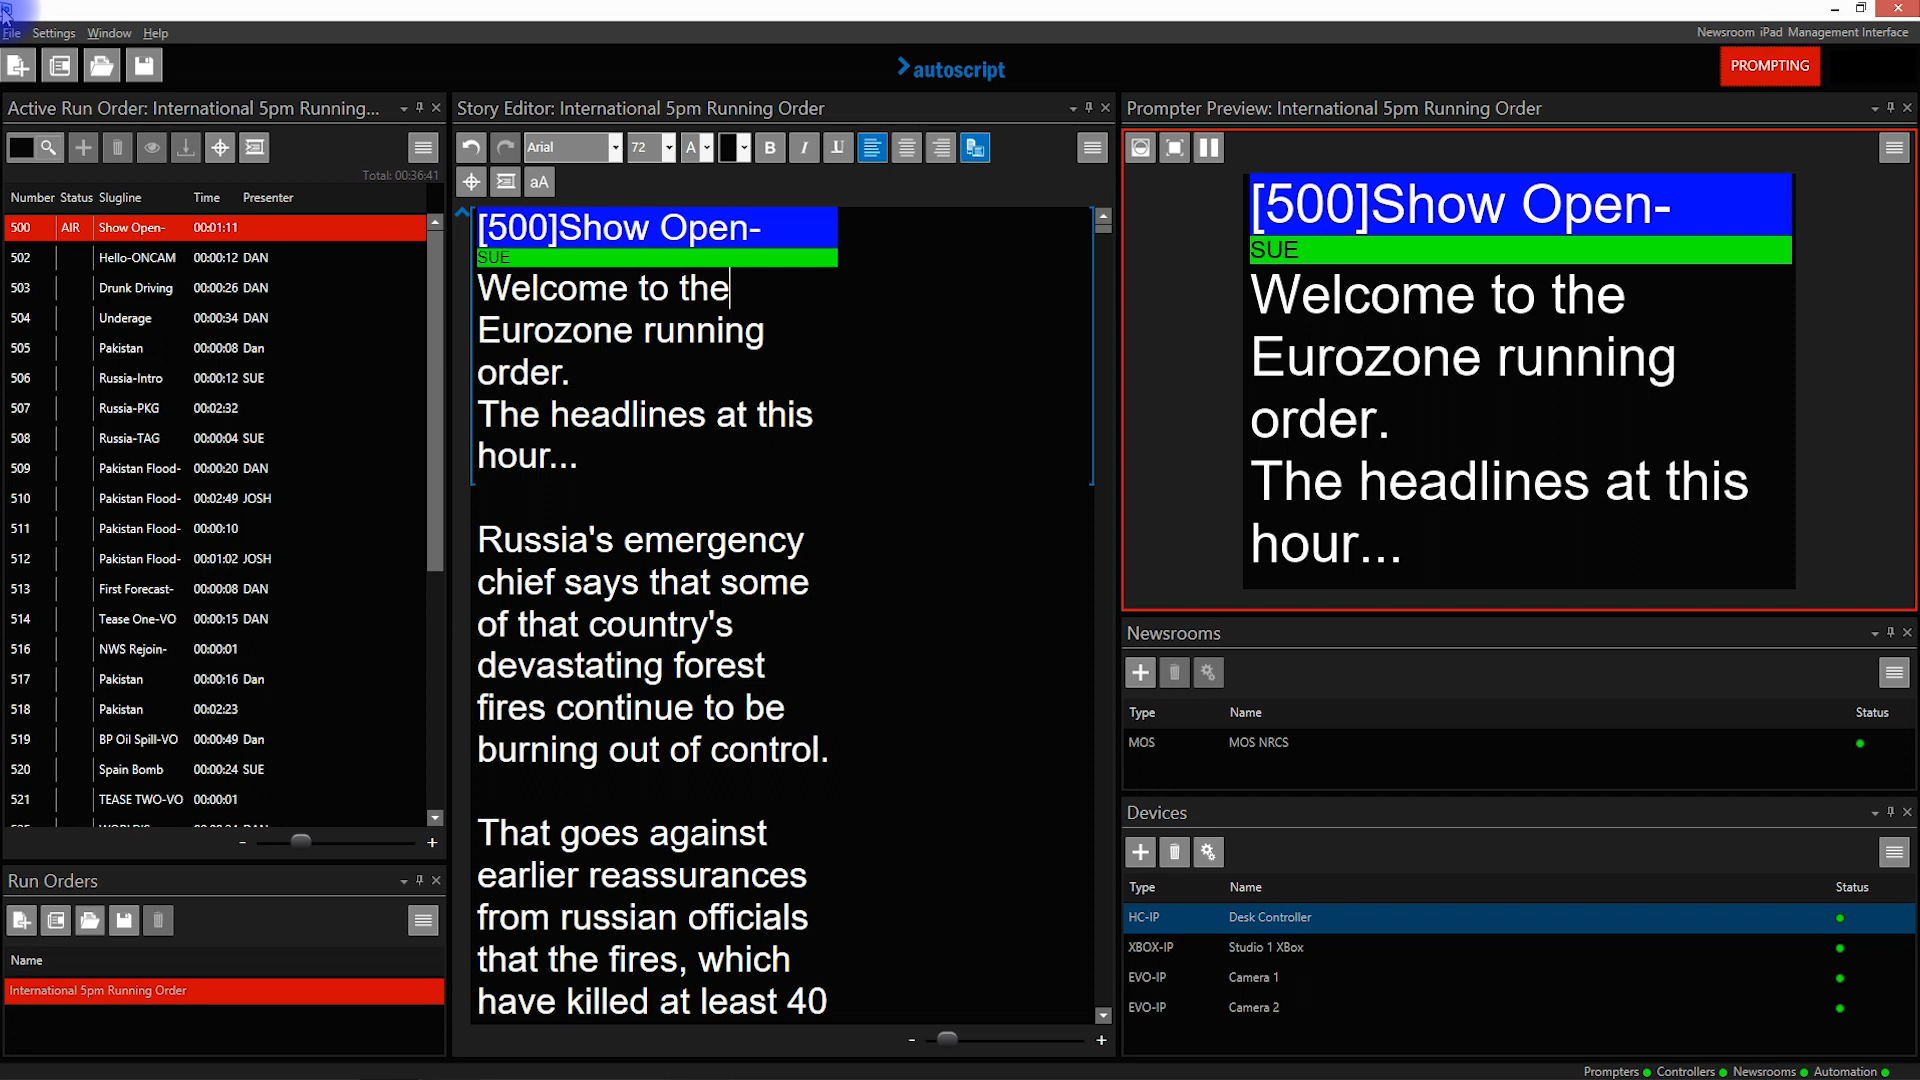 File Settings Window Help
Newsroom iPad Management Interface
autoscript
PROMPTING
Active Run Order: International 5pm Running...
Total: 00:36:41
Number Status Slugline Time Presenter
500 AIR Show Open- 00:01:11
502 Hello-ONCAM 00:00:12 DAN
503 Drunk Driving 00:00:26 DAN
504 Underage 00:00:34 DAN
505 Pakistan 00:00:08 Dan
506 Russia-Intro 00:00:12 SUE
507 Russia-PKG 00:02:32
508 Russia-TAG 00:00:04 SUE
509 Pakistan Flood- 00:00:20 DAN
510 Pakistan Flood- 00:02:49 JOSH
511 Pakistan Flood- 00:00:10
512 Pakistan Flood- 00:01:02 JOSH
513 First Forecast- 00:00:08 DAN
514 Tease One-VO 00:00:15 DAN
516 NWS Rejoin- 00:00:01
517 Pakistan 00:00:16 Dan
518 Pakistan 00:02:23
519 BP Oil Spill-VO 00:00:49 Dan
520 Spain Bomb 00:00:24 SUE
521 TEASE TWO-VO 00:00:01
- +
Run Orders
Name
International 5pm Running Order
Story Editor: International 5pm Running Order
Arial 72 A B I U
aA
[500]Show Open-
SUE
Welcome to the
Eurozone running
order.
The headlines at this
hour...
Russia's emergency
chief says that some
of that country's
devastating forest
fires continue to be
burning out of control.
That goes against
earlier reassurances
from russian officials
that the fires, which
have killed at least 40
- +
Prompter Preview: International 5pm Running Order
[500]Show Open-
SUE
Welcome to the
Eurozone running
order.
The headlines at this
hour...
Newsrooms
Type Name Status
MOS MOS NRCS
Devices
Type Name Status
HC-IP Desk Controller
XBOX-IP Studio 1 XBox
EVO-IP Camera 1
EVO-IP Camera 2
Prompters Controllers Newsrooms Automation